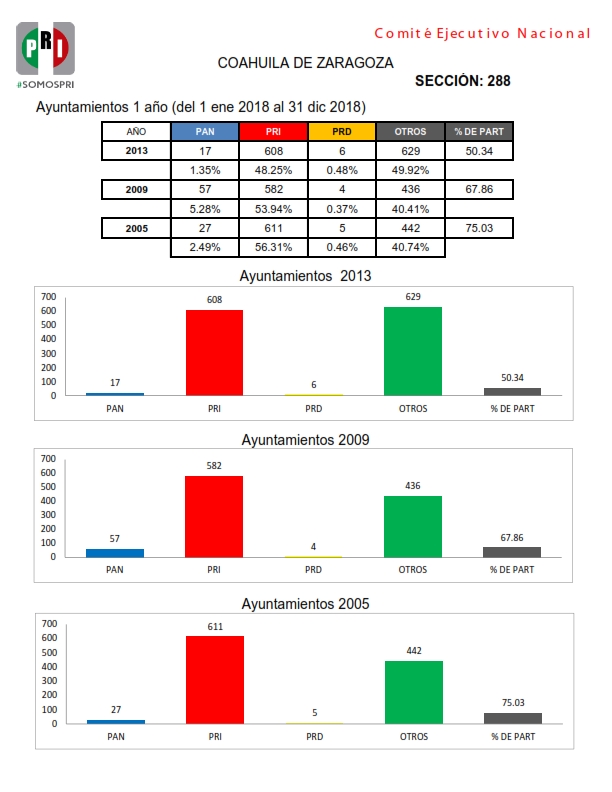 Comité Ejecutivo Nacional
PRI
#SOMOSPRI
COAHUILA DE ZARAGOZA
SECCIÓN: 288
Ayuntamientos 1 año (del 1 ene 2018 al 31 dic 2018)
AÑO PAN PRI PRD OTROS % DE PART
2013 17 608 6 629 50.34
1.35% 48.25% 0.48% 49.92%
2009 57 582 4 436 67.86
5.28% 53.94% 0.37% 40.41%
2005 27 611 5 442 75.03
2.49% 56.31% 0.46% 40.74%
Ayuntamientos 2013
700
600
500
400
300
200
100
0
17 608 6 629 50.34
PAN PRI PRD OTROS % DE PART
Ayuntamientos 2009
700
600
500
400
300
200
100
0
57 582 4 436 67.86
PAN PRI PRD OTROS % DE PART
Ayuntamientos 2005
700
600
500
400
300
200
100
0
27 611 5 442 75.03
PAN PRI PRD OTROS % DE PART